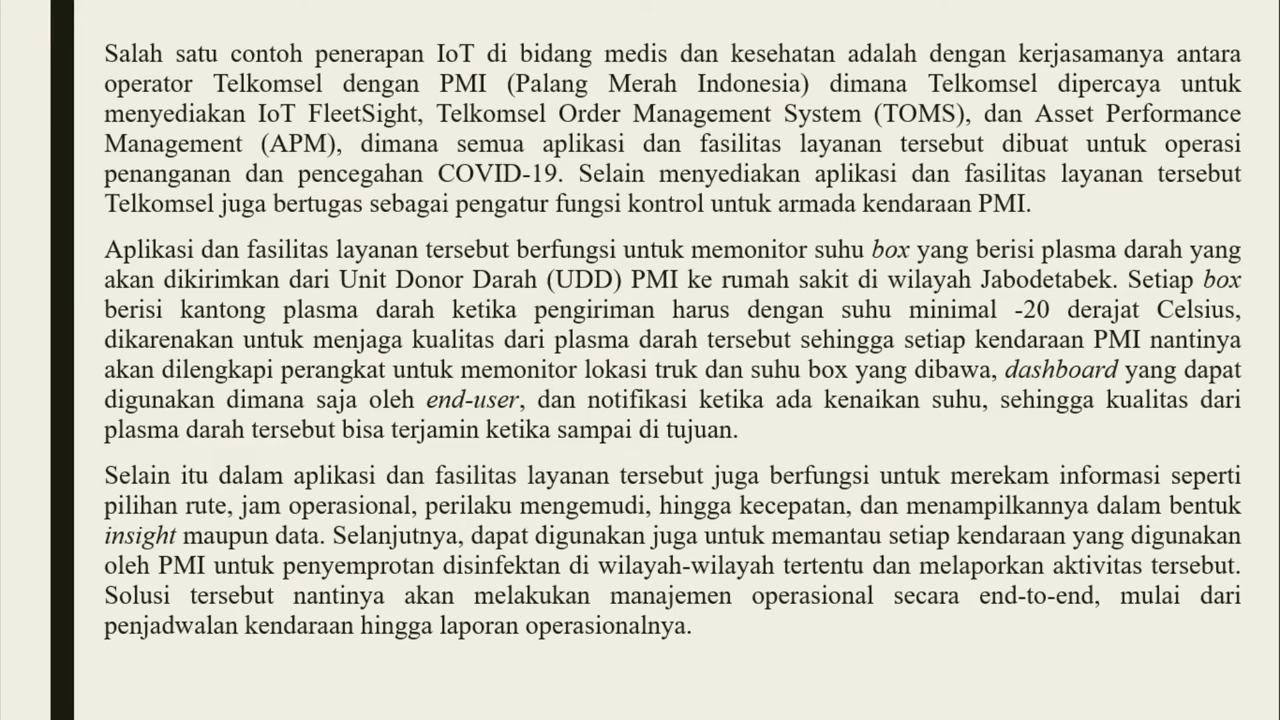 Salah satu contoh penerapan IoT di bidang medis dan kesehatan adalah dengan kerjasamanya antara
operator Telkomsel dengan PMI (Palang Merah Indonesia) dimana Telkomsel dipercaya untuk
menyediakan IoT FleetSight, Telkomsel Order Management System (TOMS), dan Asset Performance
Management (APM), dimana semua aplikasi dan fasilitas layanan tersebut dibuat untuk operasi
penanganan dan pencegahan COVID-19. Selain menyediakan aplikasi dan fasilitas layanan tersebut
Telkomsel juga bertugas sebagai pengatur fungsi kontrol untuk armada kendaraan PMI.
Aplikasi dan fasilitas layanan tersebut berfungsi untuk memonitor suhu box yang berisi plasma darah yang
akan dikirimkan dari Unit Donor Darah (UDD) PMI ke rumah sakit di wilayah Jabodetabek. Setiap box
berisi kantong plasma darah ketika pengiriman harus dengan suhu minimal -20 derajat Celsius,
dikarenakan untuk menjaga kualitas dari plasma darah tersebut sehingga setiap kendaraan PMI nantinya
akan dilengkapi perangkat untuk memonitor lokasi truk dan suhu box yang dibawa, dashboard yang dapat
digunakan dimana saja oleh end-user, dan notifikasi ketika ada kenaikan suhu, sehingga kualitas dari
plasma darah tersebut bisa terjamin ketika sampai di tujuan.
Selain itu dalam aplikasi dan fasilitas layanan tersebut juga berfungsi untuk merekam informasi seperti
pilihan rute, jam operasional, perilaku mengemudi, hingga kecepatan, dan menampilkannya dalam bentuk
insight maupun data. Selanjutnya, dapat digunakan juga untuk memantau setiap kendaraan yang digunakan
oleh PMI untuk penyemprotan disinfektan di wilayah-wilayah tertentu dan melaporkan aktivitas tersebut.
Solusi tersebut nantinya akan melakukan manajemen operasional secara end-to-end, mulai dari
penjadwalan kendaraan hingga laporan operasionalnya.